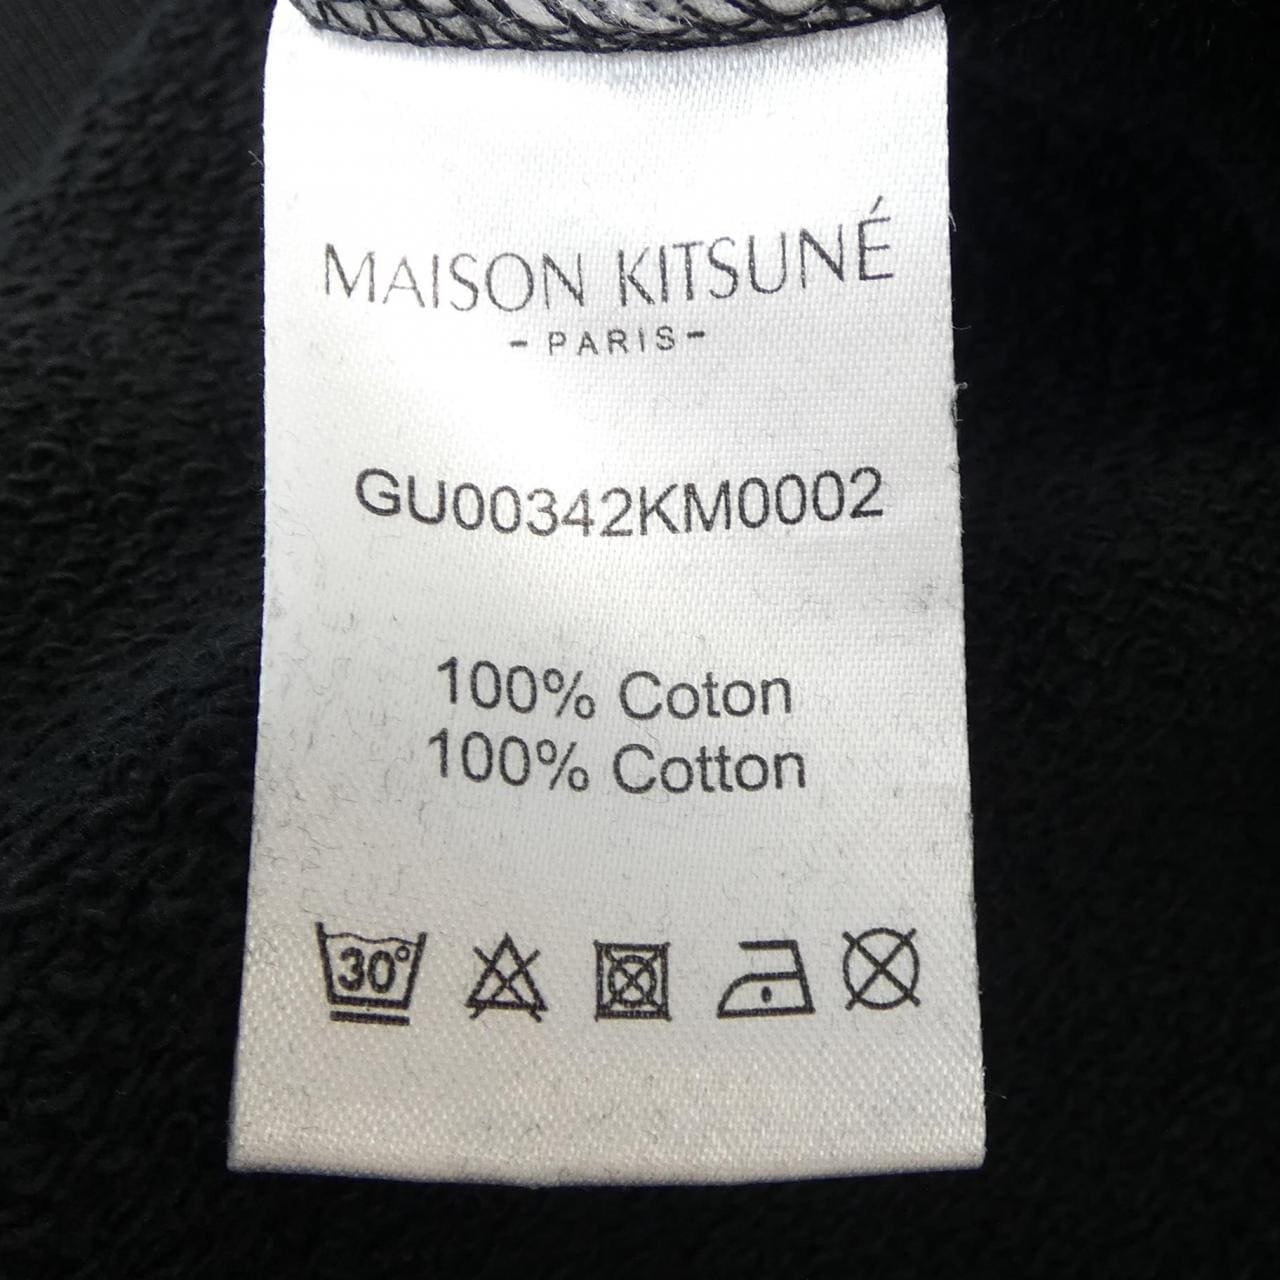 MAISON KITSUNÉ
- PARIS -
GU00342KM0002
100% Coton
100% Cotton
30°